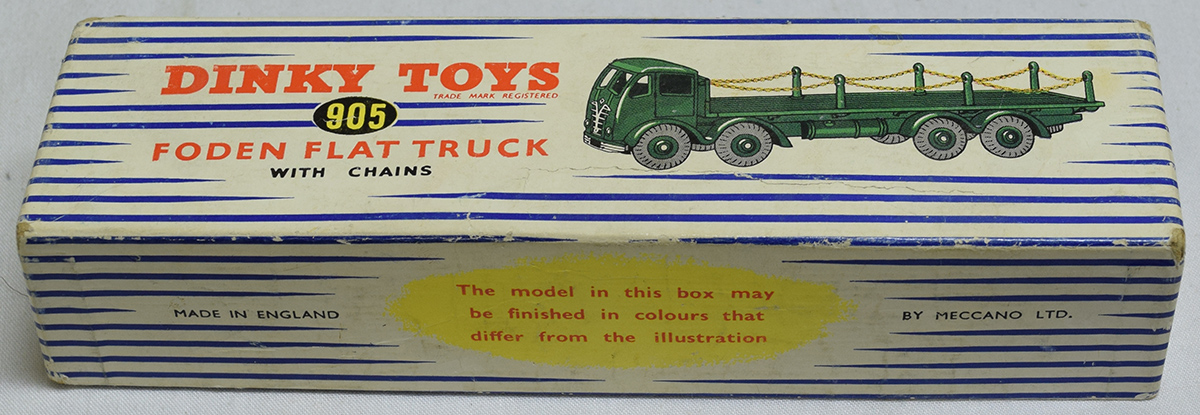 DINKY TOYS
TRADE MARK REGISTERED
905
FODEN FLAT TRUCK
WITH CHAINS
MADE IN ENGLAND
The model in this box may
be finished in colours that
differ from the illustration
BY MECCANO LTD.